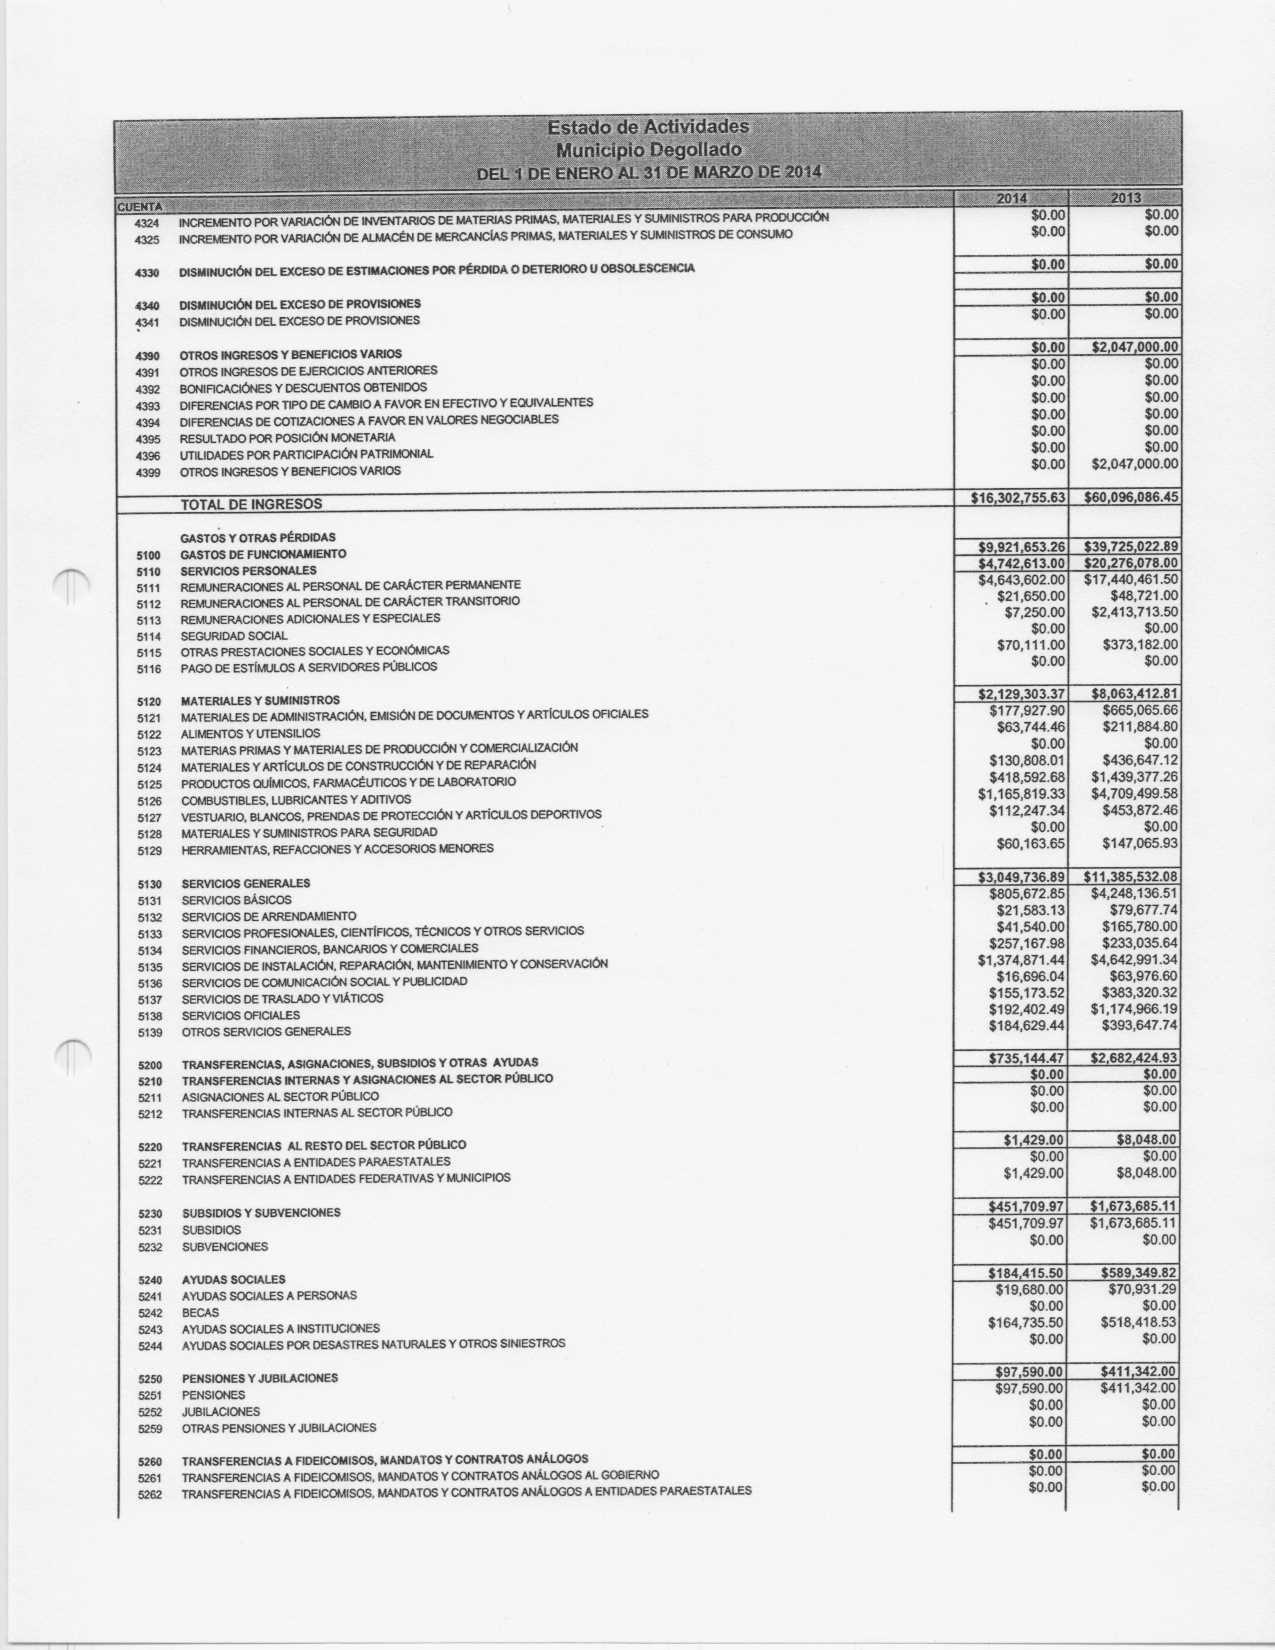 Estado de Actividades
Municipio Degollado
DEL 1 DE ENERO AL 31 DE MARZO DE 2014
CUENTA 2014 2013
4324 INCREMENTO POR VARIACIÓN DE INVENTARIOS DE MATERIAS PRIMAS, MATERIALES Y SUMINISTROS PARA PRODUCCIÓN $0.00 $0.00
4325 INCREMENTO POR VARIACIÓN DE ALMACÉN DE MERCANCÍAS PRIMAS, MATERIALES Y SUMINISTROS DE CONSUMO $0.00 $0.00
4330 DISMINUCIÓN DEL EXCESO DE ESTIMACIONES POR PÉRDIDA O DETERIORO U OBSOLESCENCIA $0.00 $0.00
4340 DISMINUCIÓN DEL EXCESO DE PROVISIONES $0.00 $0.00
4341 DISMINUCIÓN DEL EXCESO DE PROVISIONES $0.00 $0.00
4390 OTROS INGRESOS Y BENEFICIOS VARIOS $0.00 $2,047,000.00
4391 OTROS INGRESOS DE EJERCICIOS ANTERIORES $0.00 $0.00
4392 BONIFICACIÓNES Y DESCUENTOS OBTENIDOS $0.00 $0.00
4393 DIFERENCIAS POR TIPO DE CAMBIO A FAVOR EN EFECTIVO Y EQUIVALENTES $0.00 $0.00
4394 DIFERENCIAS DE COTIZACIONES A FAVOR EN VALORES NEGOCIABLES $0.00 $0.00
4395 RESULTADO POR POSICIÓN MONETARIA $0.00 $0.00
4396 UTILIDADES POR PARTICIPACIÓN PATRIMONIAL $0.00 $0.00
4399 OTROS INGRESOS Y BENEFICIOS VARIOS $0.00 $2,047,000.00
TOTAL DE INGRESOS $16,302,755.63 $60,096,086.45
GASTOS Y OTRAS PÉRDIDAS
5100 GASTOS DE FUNCIONAMIENTO $9,921,653.26 $39,725,022.89
5110 SERVICIOS PERSONALES $4,742,613.00 $20,276,078.00
5111 REMUNERACIONES AL PERSONAL DE CARÁCTER PERMANENTE $4,643,602.00 $17,440,461.50
5112 REMUNERACIONES AL PERSONAL DE CARÁCTER TRANSITORIO $21,650.00 $48,721.00
5113 REMUNERACIONES ADICIONALES Y ESPECIALES $7,250.00 $2,413,713.50
5114 SEGURIDAD SOCIAL $0.00 $0.00
5115 OTRAS PRESTACIONES SOCIALES Y ECONÓMICAS $70,111.00 $373,182.00
5116 PAGO DE ESTÍMULOS A SERVIDORES PÚBLICOS $0.00 $0.00
5120 MATERIALES Y SUMINISTROS $2,129,303.37 $8,063,412.81
5121 MATERIALES DE ADMINISTRACIÓN, EMISIÓN DE DOCUMENTOS Y ARTÍCULOS OFICIALES $177,927.90 $665,065.66
5122 ALIMENTOS Y UTENSILIOS $63,744.46 $211,884.80
5123 MATERIAS PRIMAS Y MATERIALES DE PRODUCCIÓN Y COMERCIALIZACIÓN $0.00 $0.00
5124 MATERIALES Y ARTÍCULOS DE CONSTRUCCIÓN Y DE REPARACIÓN $130,808.01 $436,647.12
5125 PRODUCTOS QUÍMICOS, FARMACÉUTICOS Y DE LABORATORIO $418,592.68 $1,439,377.26
5126 COMBUSTIBLES, LUBRICANTES Y ADITIVOS $1,165,819.33 $4,709,499.58
5127 VESTUARIO, BLANCOS, PRENDAS DE PROTECCIÓN Y ARTÍCULOS DEPORTIVOS $112,247.34 $453,872.46
5128 MATERIALES Y SUMINISTROS PARA SEGURIDAD $0.00 $0.00
5129 HERRAMIENTAS, REFACCIONES Y ACCESORIOS MENORES $60,163.65 $147,065.93
5130 SERVICIOS GENERALES $3,049,736.89 $11,385,532.08
5131 SERVICIOS BÁSICOS $805,672.85 $4,248,136.51
5132 SERVICIOS DE ARRENDAMIENTO $21,583.13 $79,677.74
5133 SERVICIOS PROFESIONALES, CIENTÍFICOS, TÉCNICOS Y OTROS SERVICIOS $41,540.00 $165,780.00
5134 SERVICIOS FINANCIEROS, BANCARIOS Y COMERCIALES $257,167.98 $233,035.64
5135 SERVICIOS DE INSTALACIÓN, REPARACIÓN, MANTENIMIENTO Y CONSERVACIÓN $1,374,871.44 $4,642,991.34
5136 SERVICIOS DE COMUNICACIÓN SOCIAL Y PUBLICIDAD $16,696.04 $63,976.60
5137 SERVICIOS DE TRASLADO Y VIÁTICOS $155,173.52 $383,320.32
5138 SERVICIOS OFICIALES $192,402.49 $1,174,966.19
5139 OTROS SERVICIOS GENERALES $184,629.44 $393,647.74
5200 TRANSFERENCIAS, ASIGNACIONES, SUBSIDIOS Y OTRAS AYUDAS $735,144.47 $2,682,424.93
5210 TRANSFERENCIAS INTERNAS Y ASIGNACIONES AL SECTOR PÚBLICO $0.00 $0.00
5211 ASIGNACIONES AL SECTOR PÚBLICO $0.00 $0.00
5212 TRANSFERENCIAS INTERNAS AL SECTOR PÚBLICO $0.00 $0.00
5220 TRANSFERENCIAS AL RESTO DEL SECTOR PÚBLICO $1,429.00 $8,048.00
5221 TRANSFERENCIAS A ENTIDADES PARAESTATALES $0.00 $0.00
5222 TRANSFERENCIAS A ENTIDADES FEDERATIVAS Y MUNICIPIOS $1,429.00 $8,048.00
5230 SUBSIDIOS Y SUBVENCIONES $451,709.97 $1,673,685.11
5231 SUBSIDIOS $451,709.97 $1,673,685.11
5232 SUBVENCIONES $0.00 $0.00
5240 AYUDAS SOCIALES $184,415.50 $589,349.82
5241 AYUDAS SOCIALES A PERSONAS $19,680.00 $70,931.29
5242 BECAS $0.00 $0.00
5243 AYUDAS SOCIALES A INSTITUCIONES $164,735.50 $518,418.53
5244 AYUDAS SOCIALES POR DESASTRES NATURALES Y OTROS SINIESTROS $0.00 $0.00
5250 PENSIONES Y JUBILACIONES $97,590.00 $411,342.00
5251 PENSIONES $97,590.00 $411,342.00
5252 JUBILACIONES $0.00 $0.00
5259 OTRAS PENSIONES Y JUBILACIONES $0.00 $0.00
5260 TRANSFERENCIAS A FIDEICOMISOS, MANDATOS Y CONTRATOS ANÁLOGOS $0.00 $0.00
5261 TRANSFERENCIAS A FIDEICOMISOS, MANDATOS Y CONTRATOS ANÁLOGOS AL GOBIERNO $0.00 $0.00
5262 TRANSFERENCIAS A FIDEICOMISOS, MANDATOS Y CONTRATOS ANÁLOGOS A ENTIDADES PARAESTATALES $0.00 $0.00